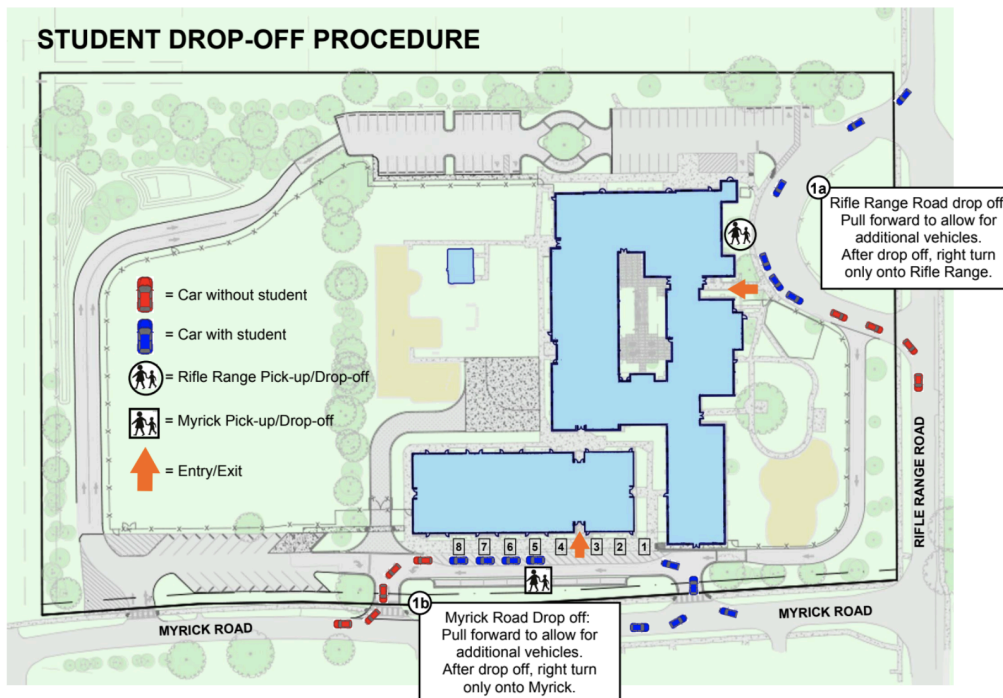 STUDENT DROP-OFF PROCEDURE
1a
Rifle Range Road drop off
Pull forward to allow for
additional vehicles.
After drop off, right turn
only onto Rifle Range.
= Car without student
= Car with student
= Rifle Range Pick-up/Drop-off
= Myrick Pick-up/Drop-off
= Entry/Exit
RIFLE RANGE ROAD
8 7 6 5 4 3 2 1
1b
Myrick Road Drop off:
Pull forward to allow for
additional vehicles.
After drop off, right turn
only onto Myrick.
MYRICK ROAD
MYRICK ROAD